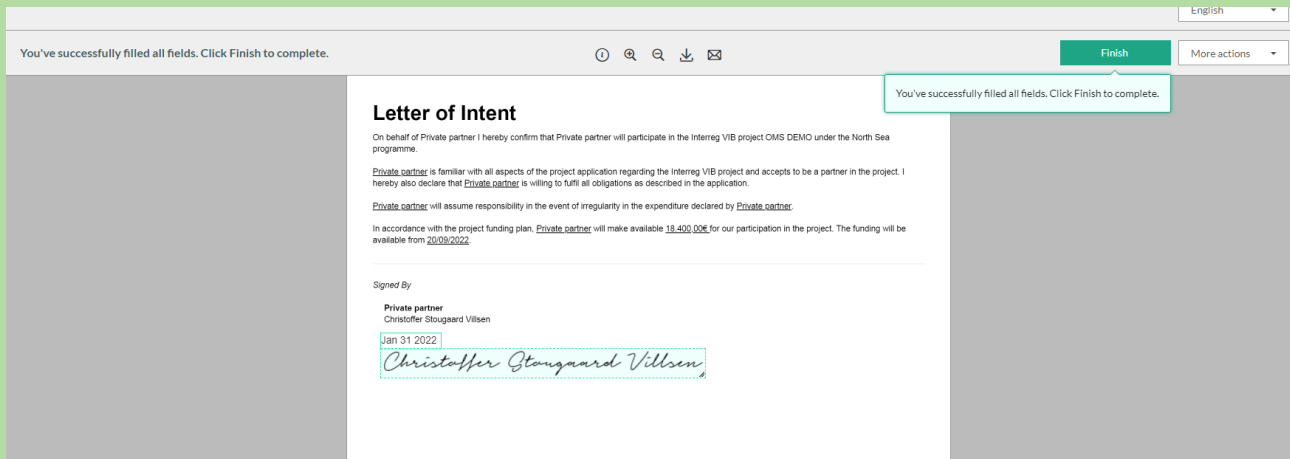 English
You've successfully filled all fields. Click Finish to complete.
Finish
More actions
You've successfully filled all fields. Click Finish to complete.
Letter of Intent
On behalf of Private partner I hereby confirm that Private partner will participate in the Interreg VIB project OMS DEMO under the North Sea
programme.
Private partner is familiar with all aspects of the project application regarding the Interreg VIB project and accepts to be a partner in the project. I
hereby also declare that Private partner is willing to fulfil all obligations as described in the application.
Private partner will assume responsibility in the event of irregularity in the expenditure declared by Private partner.
In accordance with the project funding plan, Private partner will make available 18.400,00€ for our participation in the project. The funding will be
available from 20/09/2022.
Signed By
Private partner
Christoffer Stougaard Villsen
Jan 31 2022
Christoffer Stougaard Villsen